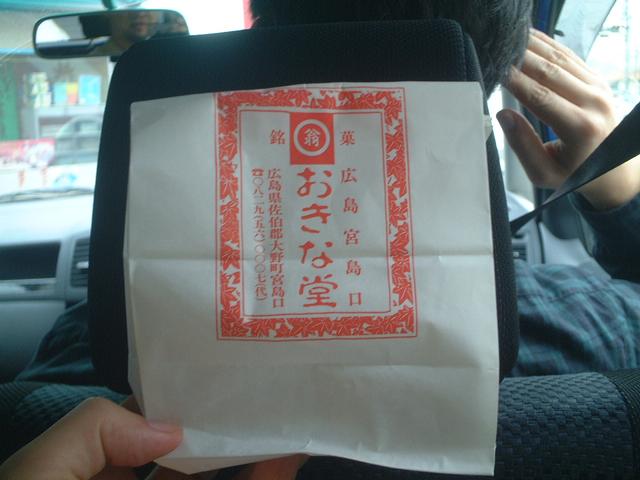 銘菓
翁
広島宮島口
おきな堂
広島県佐伯郡大野町宮島口
☎〇八二九(五六)〇〇〇七(代)